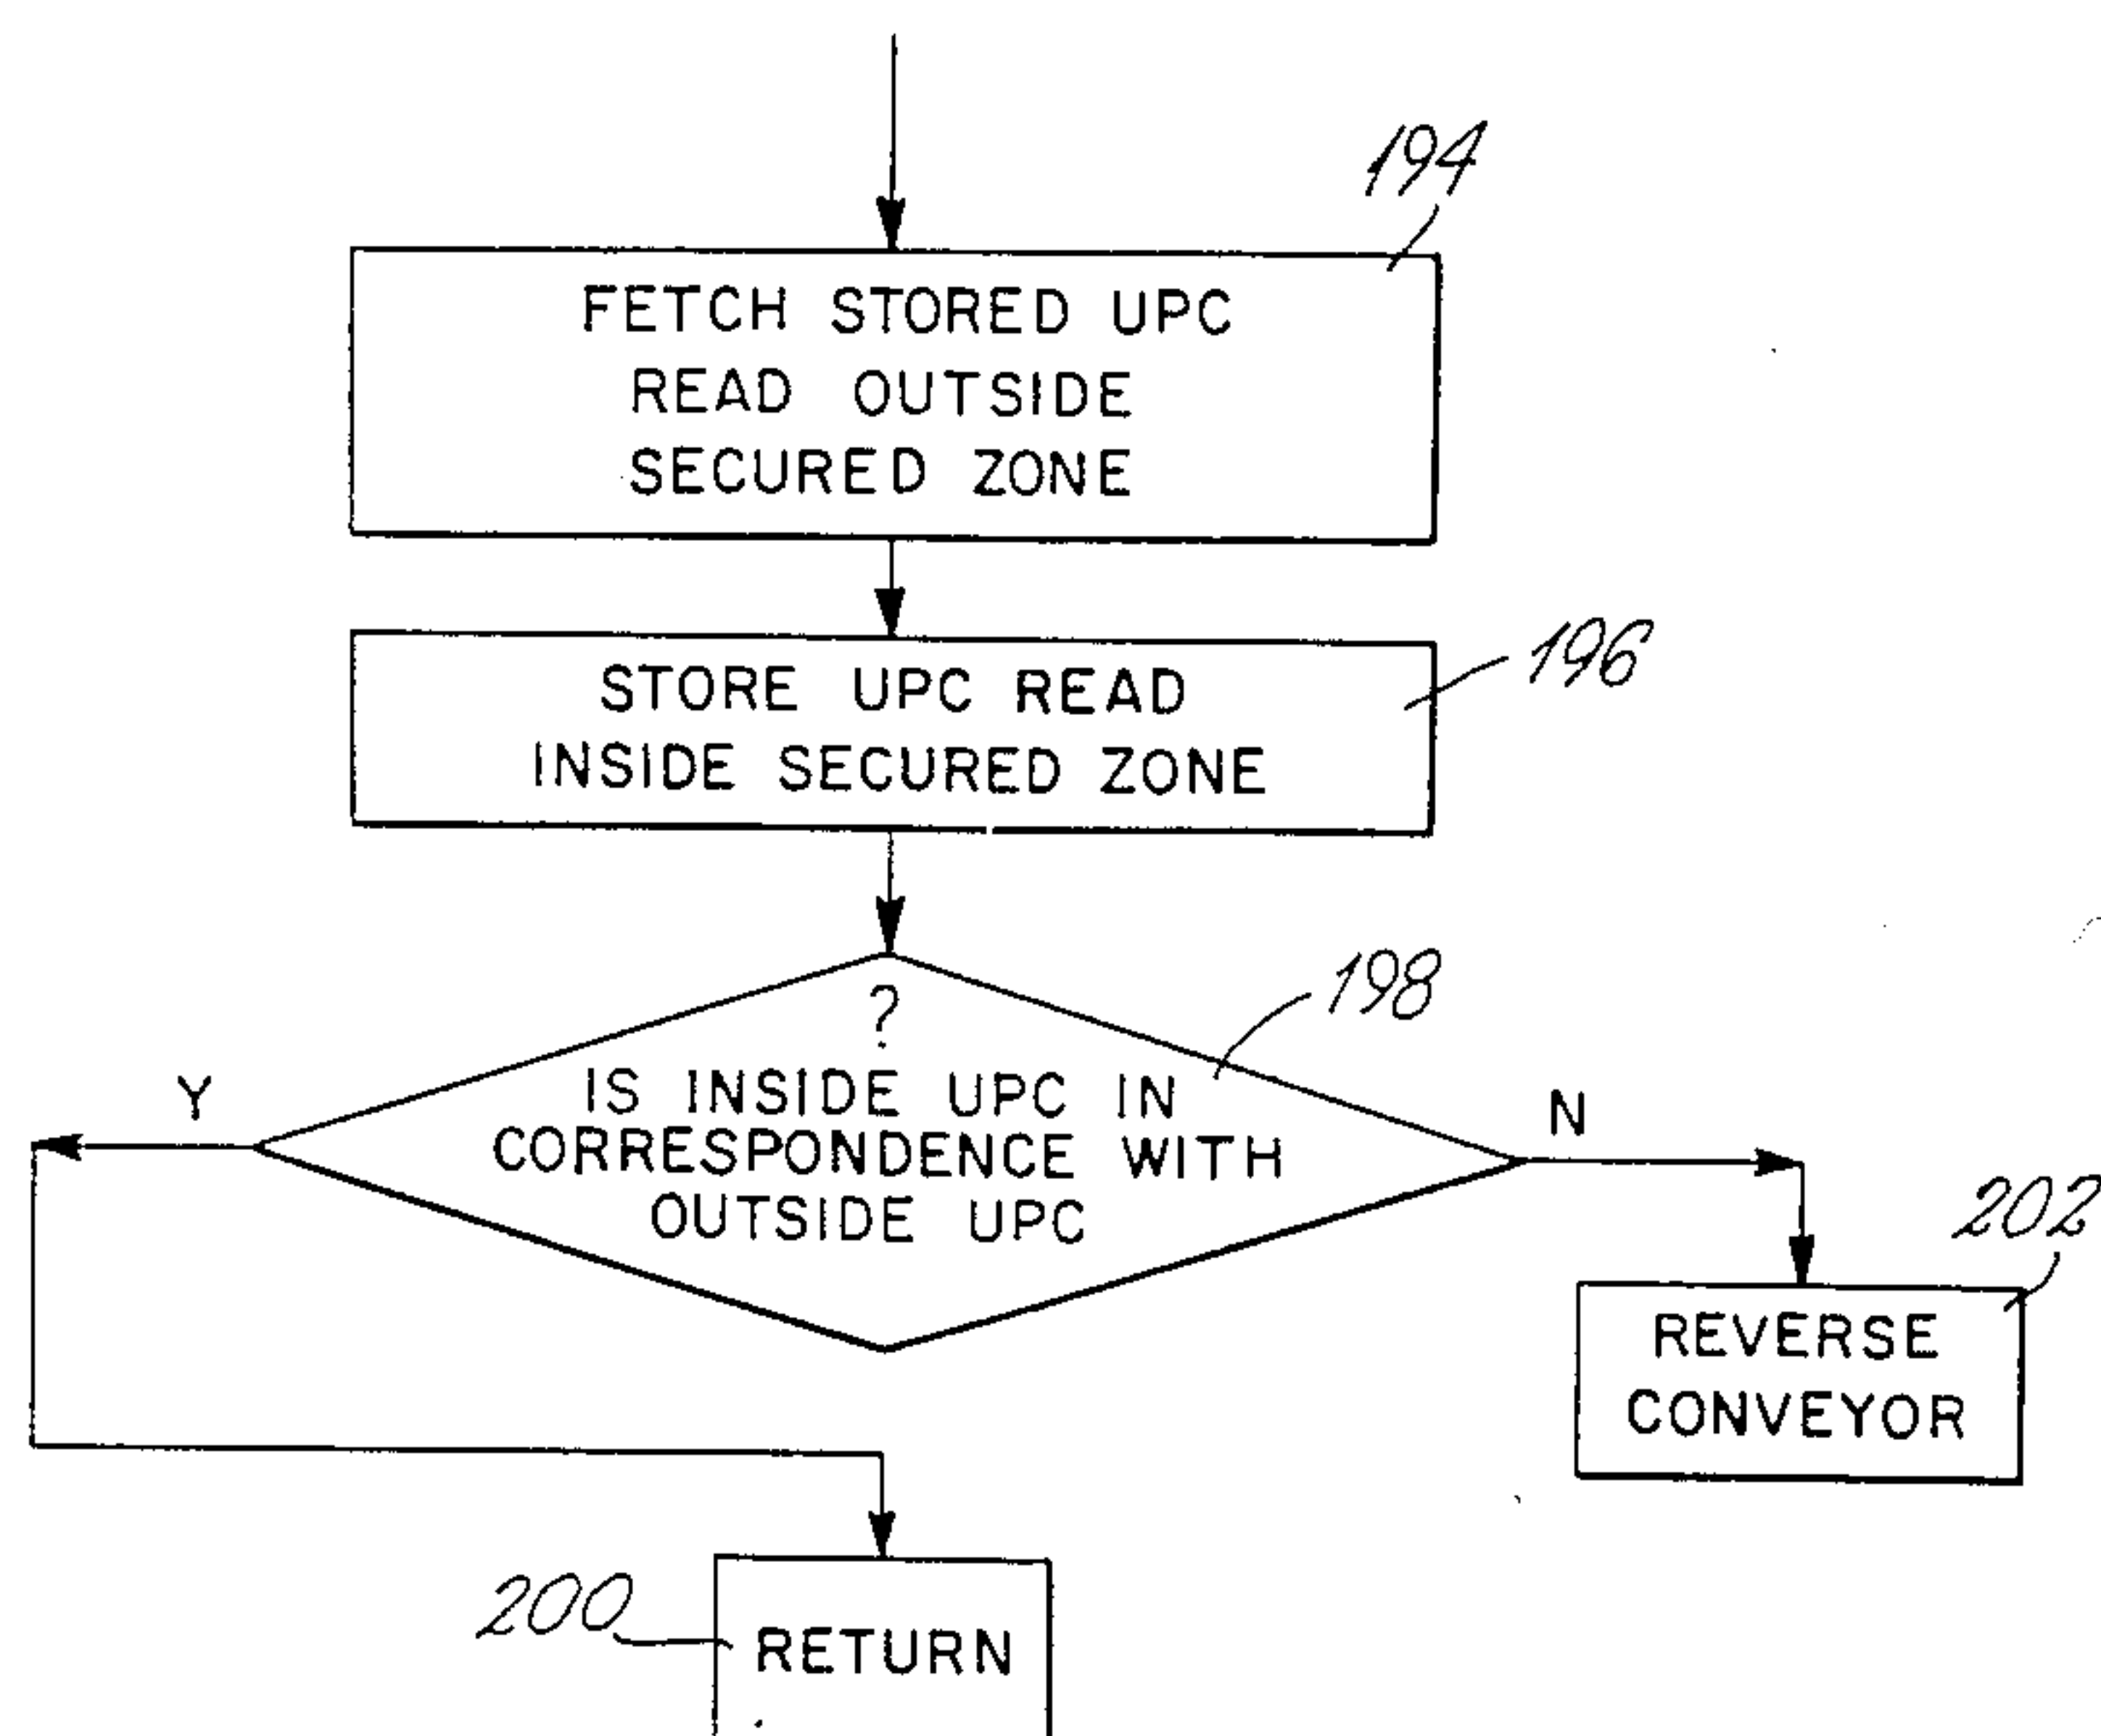 194
FETCH STORED UPC
READ OUTSIDE
SECURED ZONE
196
STORE UPC READ
INSIDE SECURED ZONE
198
?
IS INSIDE UPC IN
CORRESPONDENCE WITH
OUTSIDE UPC
Y
N
202
REVERSE
CONVEYOR
200
RETURN